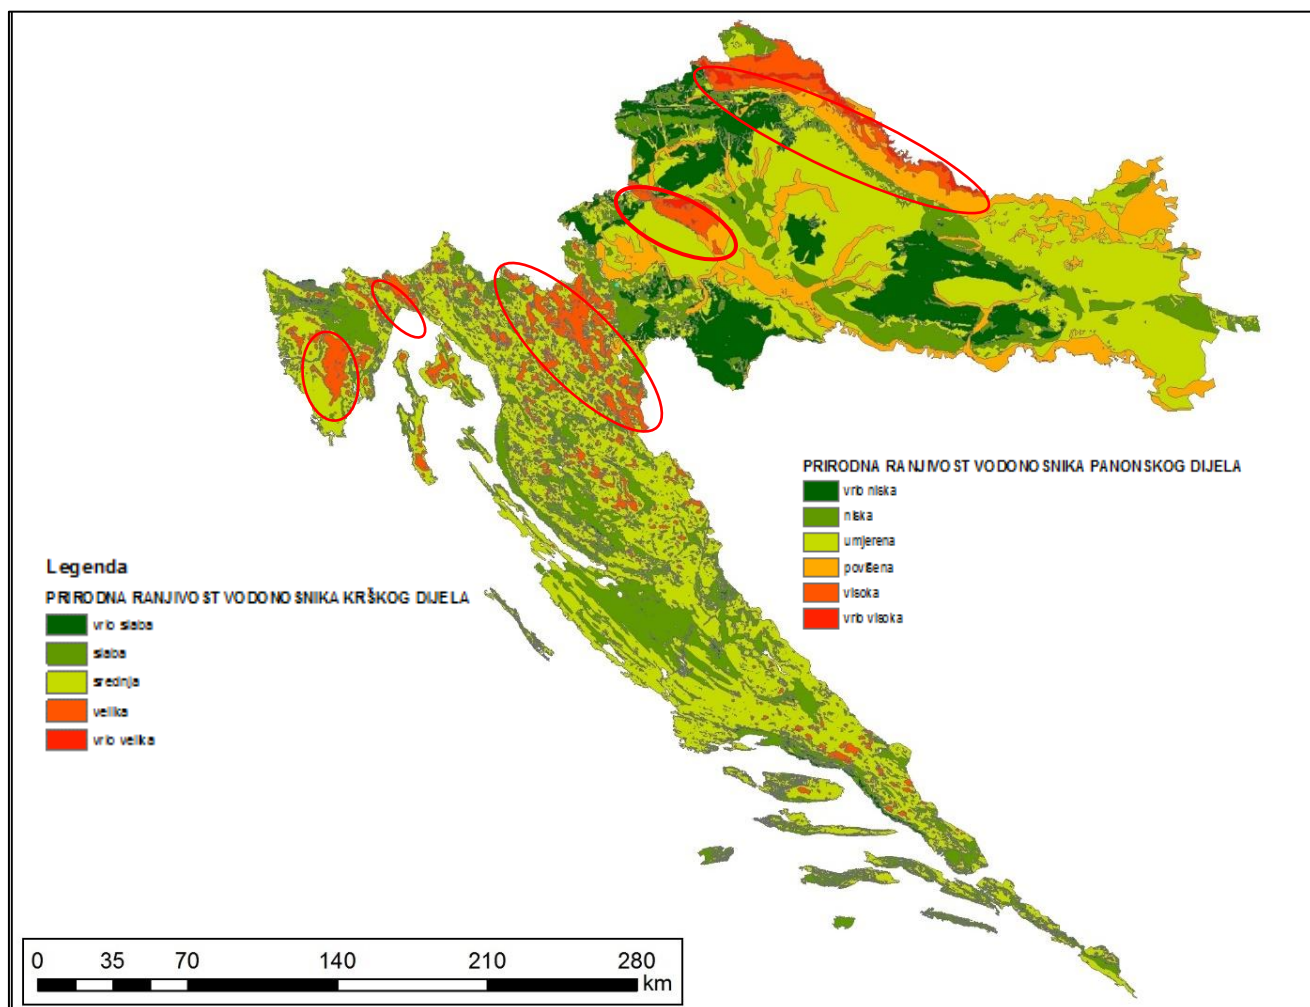 PRIRODNA RANJIVOST VODONOSNIKA PANONSKOG DIJELA
vrlo niska
niska
umjerena
povišena
visoka
vrlo visoka
Legenda
PRIRODNA RANJIVOST VODONOSNIKA KRŠKOG DIJELA
vrlo slaba
slaba
srednja
velika
vrlo velika
0 35 70 140 210 280
km